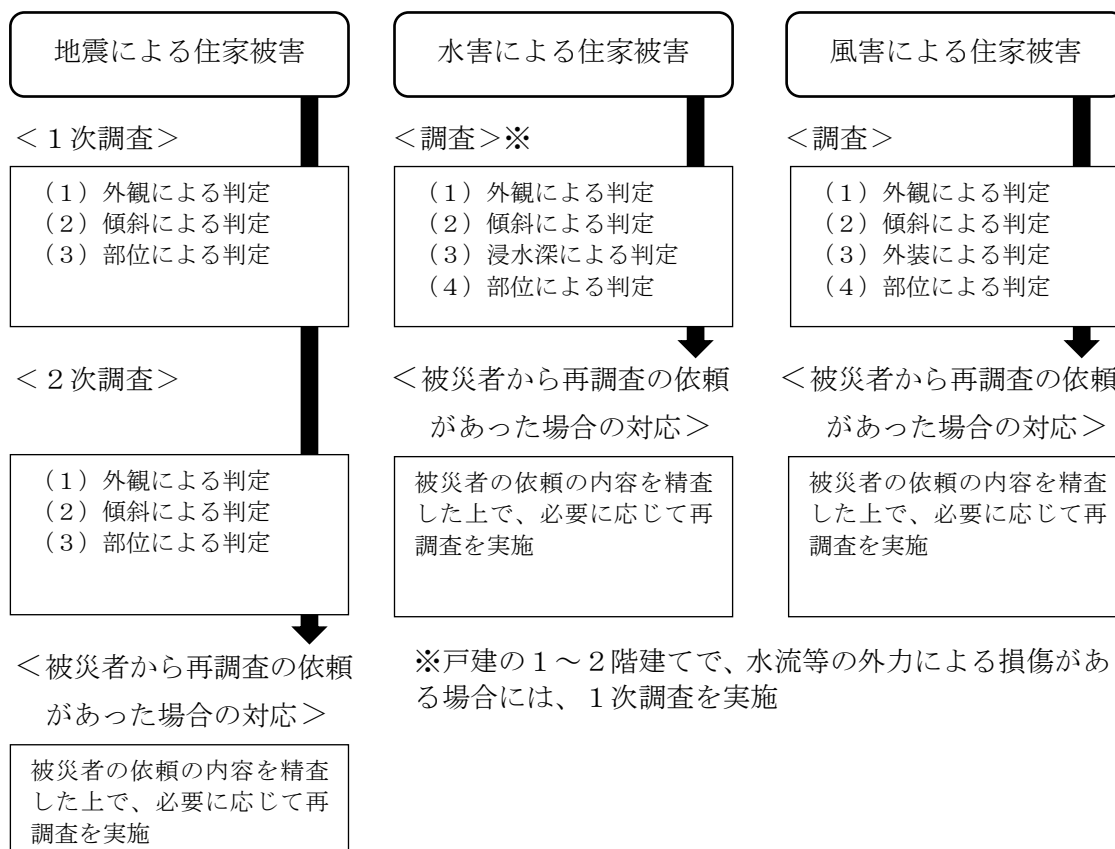 地震による住家被害
＜１次調査＞
（１）外観による判定
（２）傾斜による判定
（３）部位による判定
＜２次調査＞
（１）外観による判定
（２）傾斜による判定
（３）部位による判定
＜被災者から再調査の依頼
があった場合の対応＞
被災者の依頼の内容を精査
した上で、必要に応じて再
調査を実施
水害による住家被害
＜調査＞※
（１）外観による判定
（２）傾斜による判定
（３）浸水深による判定
（４）部位による判定
＜被災者から再調査の依頼
があった場合の対応＞
被災者の依頼の内容を精査
した上で、必要に応じて再
調査を実施
風害による住家被害
＜調査＞
（１）外観による判定
（２）傾斜による判定
（３）外装による判定
（４）部位による判定
＜被災者から再調査の依頼
があった場合の対応＞
被災者の依頼の内容を精査
した上で、必要に応じて再
調査を実施
※戸建の１～２階建てで、水流等の外力による損傷があ
る場合には、１次調査を実施